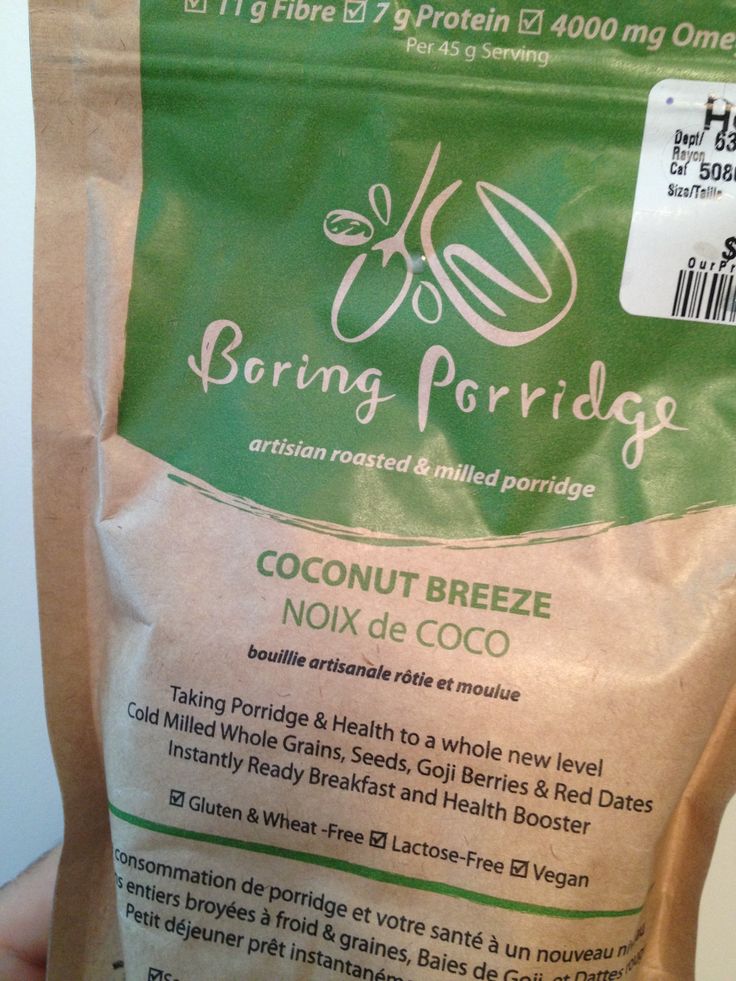 ☑ 11 g Fibre ☑ 7 g Protein ☑ 4000 mg
Per 45 g Serving
Dept/ 63
Rayon
Cat 508
Size/Taille
$
Boring Porridge
artisian roasted & milled porridge
COCONUT BREEZE
NOIX de COCO
bouillie artisanale rôtie et moulue
Taking Porridge & Health to a whole new level
Cold Milled Whole Grains, Seeds, Goji Berries & Red Dates
Instantly Ready Breakfast and Health Booster
☑ Gluten & Wheat -Free ☑ Lactose-Free ☑ Vegan
consommation de porridge et votre santé à un nouveau
entiers broyées à froid & graines, Baies de Goji, et Dattes
Petit déjeuner prêt